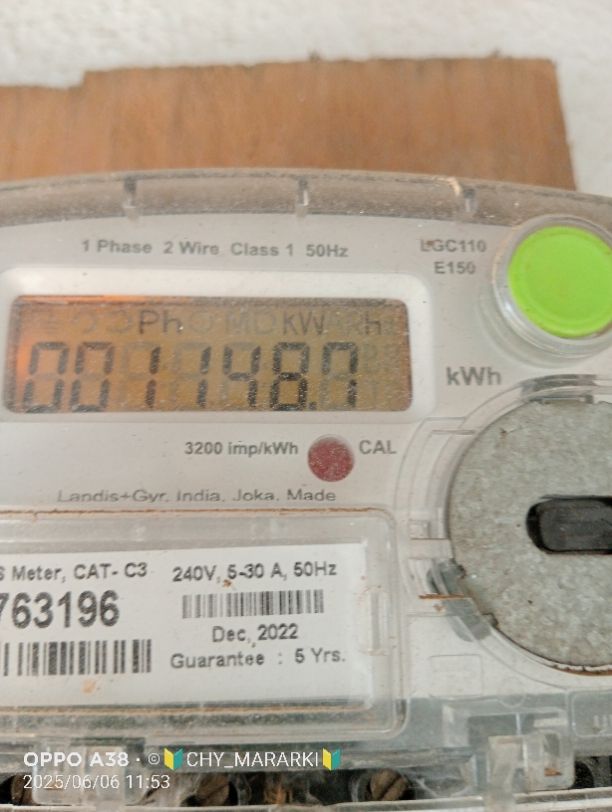 1 Phase 2 Wire Class 1 50Hz
LGC110
E150
Ph KWh
001148.7
kWh
3200 imp/kWh CAL
Landis+Gyr, India, Joka, Made
S Meter, CAT- C3
763196
240V, 5-30 A, 50Hz
Dec, 2022
Guarantee : 5 Yrs.
OPPO A38 · ©🔰CHY_MARARKI🔰
2025/06/06 11:53